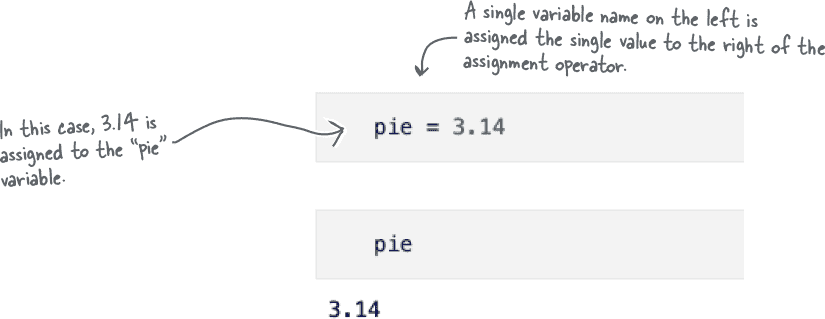 A single variable name on the left is
assigned the single value to the right of the
assignment operator.
In this case, 3.14 is
assigned to the “pie”
variable.
pie = 3.14
pie
3.14